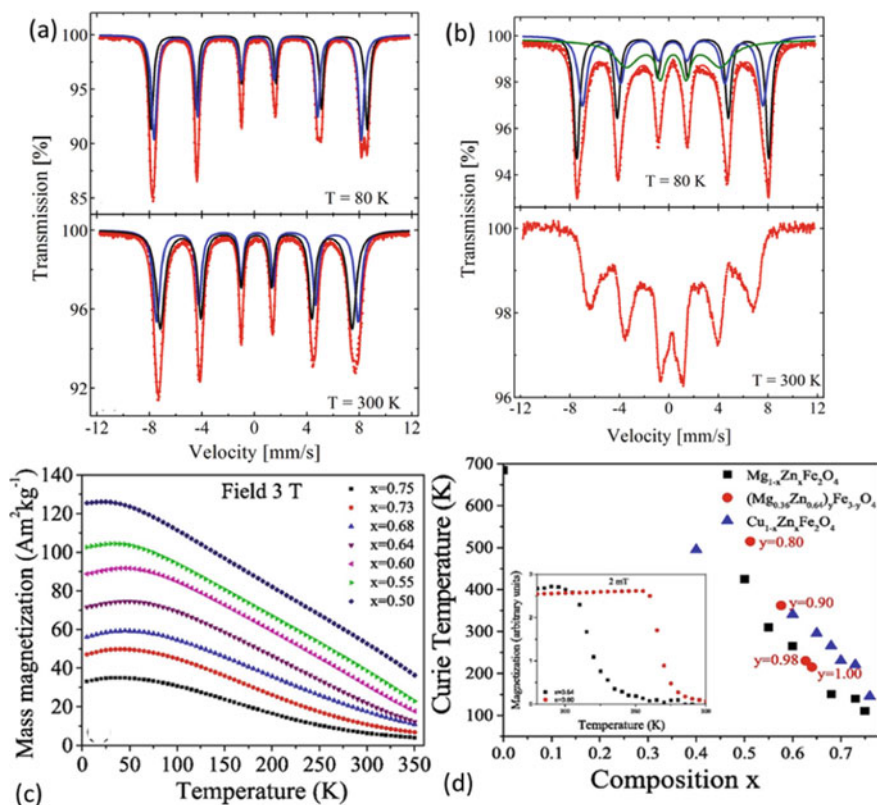 (a)
100
95
90
85
T = 80 K
100
96
92
T = 300 K
Transmission [%]
-12 -8 -4 0 4 8 12
Velocity [mm/s]
(b)
100
98
96
94
T = 80 K
100
98
96
T = 300 K
Transmission [%]
-12 -8 -4 0 4 8 12
Velocity [mm/s]
140
120
100
80
60
40
20
0
Mass magnetization (Am²kg⁻¹)
Field 3 T
x=0.75
x=0.73
x=0.68
x=0.64
x=0.60
x=0.55
x=0.50
0 50 100 150 200 250 300 350
Temperature (K)
(c)
700
600
500
400
300
200
100
Curie Temperature (K)
Mg₁₋ₓZnₓFe₂O₄
(Mg₀.₃₆Zn₀.₆₄)yFe₃₋yO₄
Cu₁₋ₓZnₓFe₂O₄
y=0.80
y=0.90
y=0.98
y=1.00
2 mT
Magnetization (arbitrary units)
Temperature (K)
0.0 0.1 0.2 0.3 0.4 0.5 0.6 0.7
Composition x
(d)